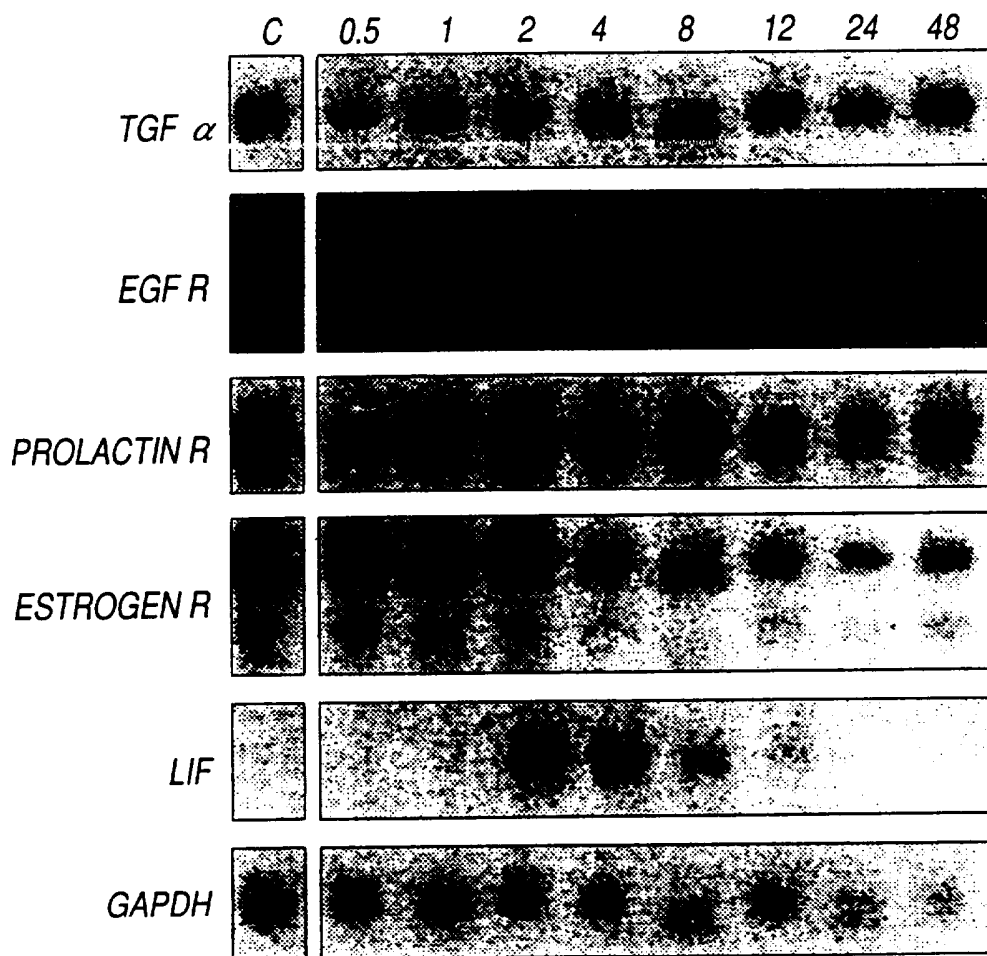 C 0.5 1 2 4 8 12 24 48
TGF α
EGF R
PROLACTIN R
ESTROGEN R
LIF
GAPDH